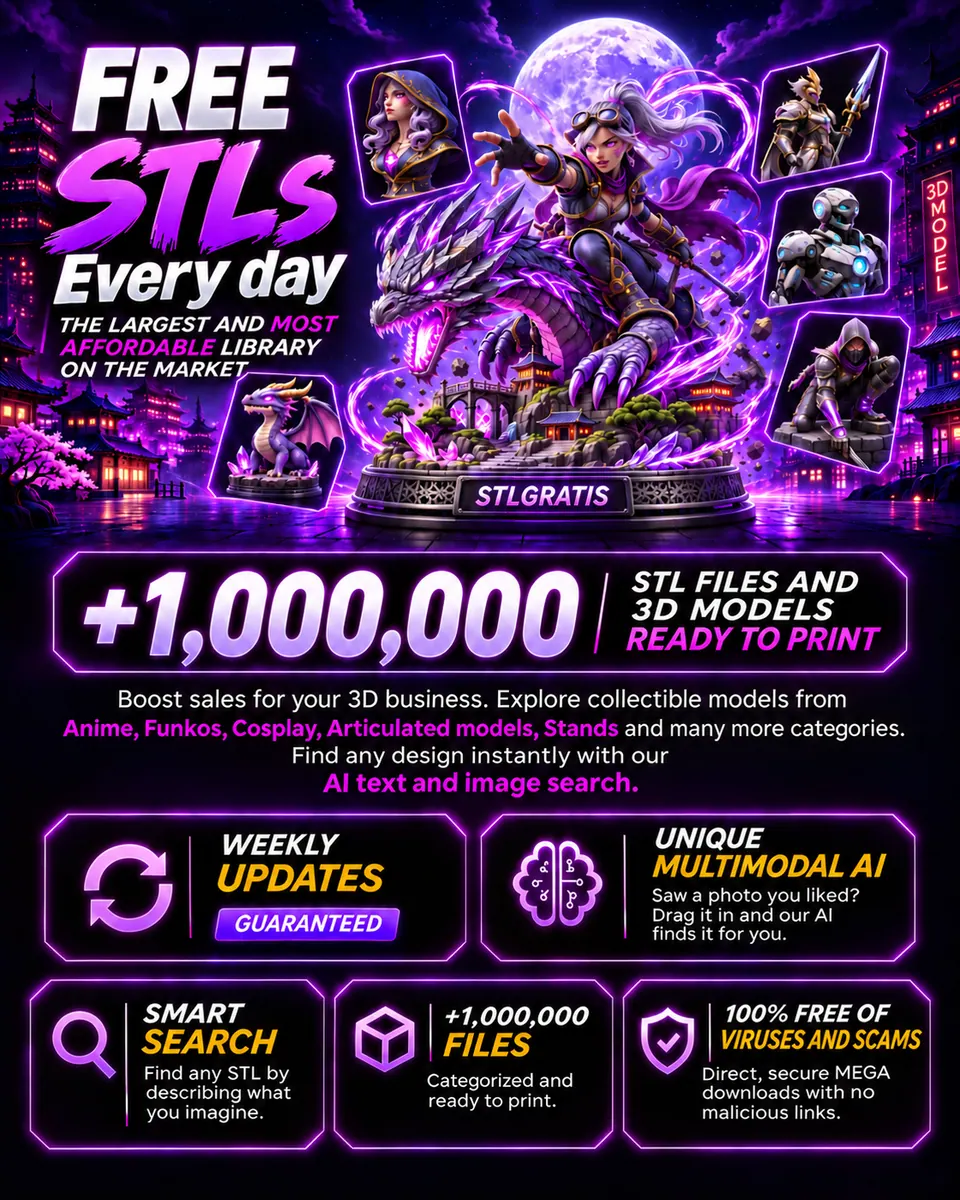 FREE
STLs
Every day
THE LARGEST AND MOST
AFFORDABLE LIBRARY
ON THE MARKET
3D MODEL
STLGRATIS
+1,000,000
STL FILES AND
3D MODELS
READY TO PRINT
Boost sales for your 3D business. Explore collectible models from
Anime, Funkos, Cosplay, Articulated models, Stands and many more categories.
Find any design instantly with our
AI text and image search.
WEEKLY
UPDATES
GUARANTEED
UNIQUE
MULTIMODAL AI
Saw a photo you liked?
Drag it in and our AI
finds it for you.
SMART
SEARCH
Find any STL by
describing what
you imagine.
+1,000,000
FILES
Categorized and
ready to print.
100% FREE OF
VIRUSES AND SCAMS
Direct, secure MEGA
downloads with no
malicious links.